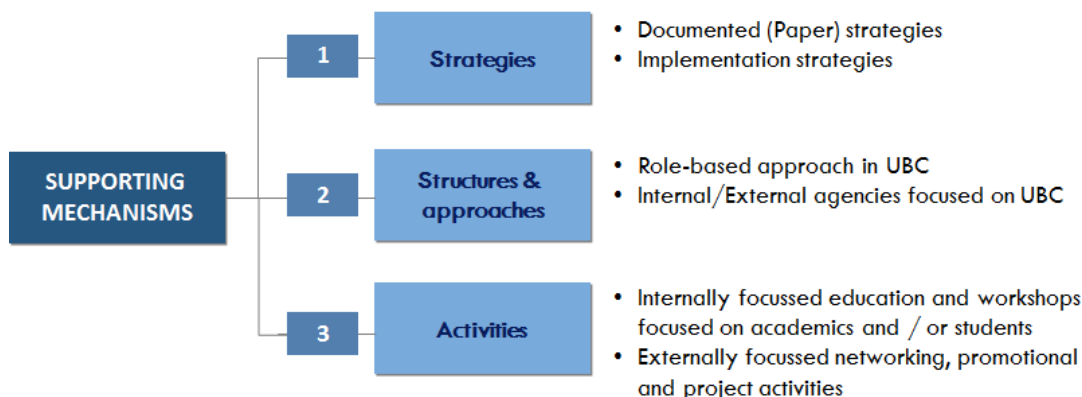 SUPPORTING
MECHANISMS
1
Strategies
• Documented (Paper) strategies
• Implementation strategies
2
Structures &
approaches
• Role-based approach in UBC
• Internal/External agencies focused on UBC
3
Activities
• Internally focussed education and workshops
focused on academics and / or students
• Externally focussed networking, promotional
and project activities